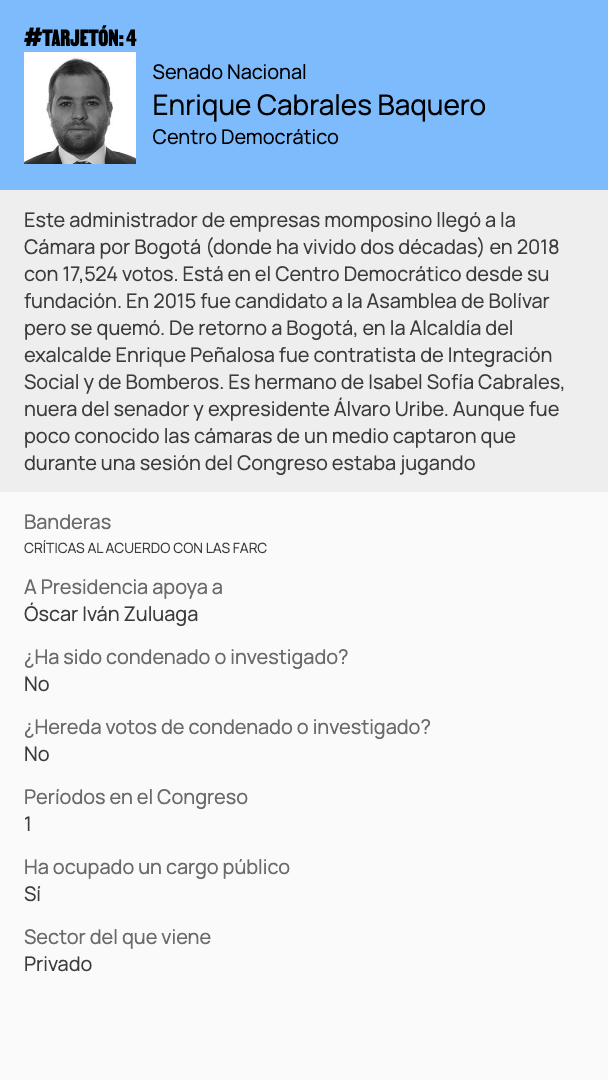 #TARJETÓN: 4
Senado Nacional
Enrique Cabrales Baquero
Centro Democrático
Este administrador de empresas momposino llegó a la
Cámara por Bogotá (donde ha vivido dos décadas) en 2018
con 17,524 votos. Está en el Centro Democrático desde su
fundación. En 2015 fue candidato a la Asamblea de Bolívar
pero se quemó. De retorno a Bogotá, en la Alcaldía del
exalcalde Enrique Peñalosa fue contratista de Integración
Social y de Bomberos. Es hermano de Isabel Sofía Cabrales,
nuera del senador y expresidente Álvaro Uribe. Aunque fue
poco conocido las cámaras de un medio captaron que
durante una sesión del Congreso estaba jugando
Banderas
CRÍTICAS AL ACUERDO CON LAS FARC
A Presidencia apoya a
Óscar Iván Zuluaga
¿Ha sido condenado o investigado?
No
¿Hereda votos de condenado o investigado?
No
Períodos en el Congreso
1
Ha ocupado un cargo público
Sí
Sector del que viene
Privado